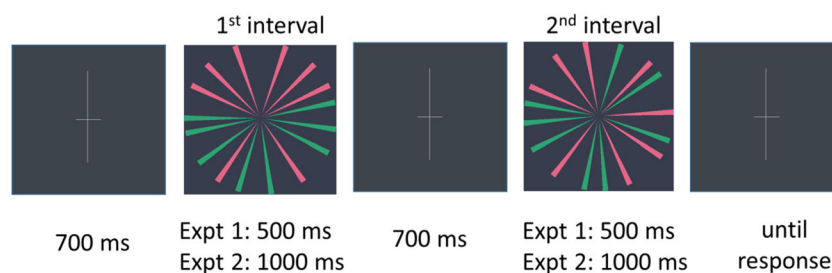 1st interval
2nd interval
700 ms
Expt 1: 500 ms
Expt 2: 1000 ms
700 ms
Expt 1: 500 ms
Expt 2: 1000 ms
until
response